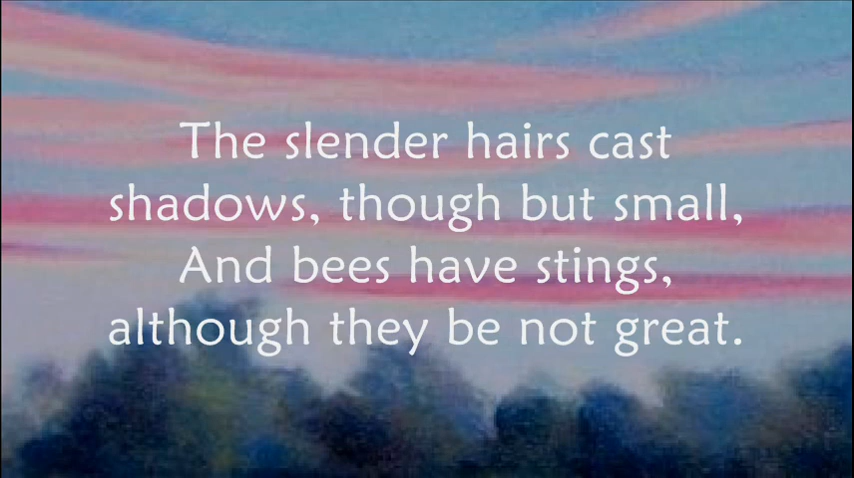 The slender hairs cast
shadows, though but small,
And bees have stings,
although they be not great.